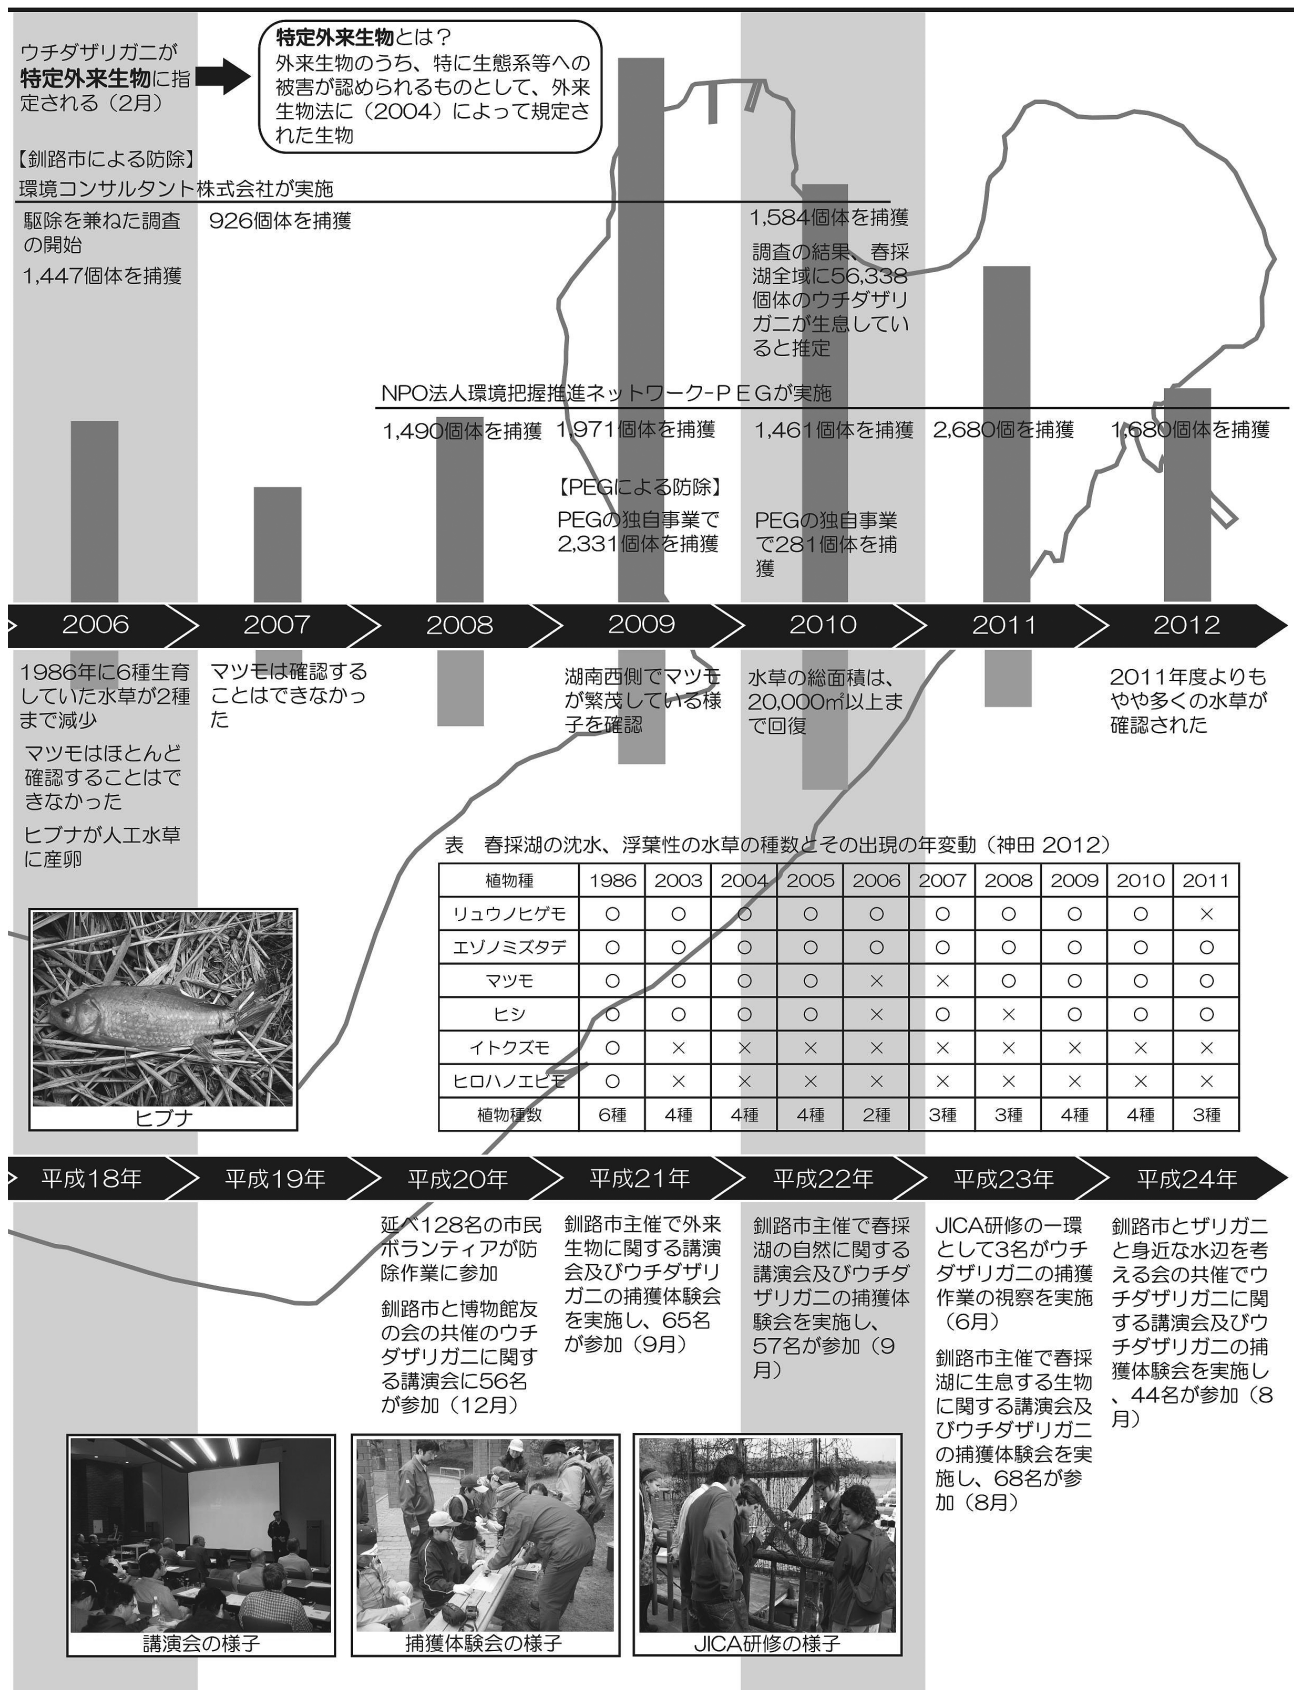 ウチダザリガニが
特定外来生物に指
定される（2月）
特定外来生物とは？
外来生物のうち、特に生態系等への
被害が認められるものとして、外来
生物法に（2004）によって規定さ
れた生物
【釧路市による防除】
環境コンサルタント株式会社が実施
駆除を兼ねた調査
の開始
1,447個体を捕獲
926個体を捕獲
1,584個体を捕獲
調査の結果、春採
湖全域に56,338
個体のウチダザリ
ガニが生息してい
ると推定
NPO法人環境把握推進ネットワーク-ＰＥＧが実施
1,490個体を捕獲
1,971個体を捕獲
1,461個体を捕獲
2,680個を捕獲
1,680個体を捕獲
【PEGによる防除】
PEGの独自事業で
2,331個体を捕獲
PEGの独自事業
で281個体を捕
獲
2006 2007 2008 2009 2010 2011 2012
1986年に6種生育
していた水草が2種
まで減少
マツモはほとんど
確認することはで
きなかった
ヒブナが人工水草
に産卵
マツモは確認する
ことはできなかっ
た
湖南西側でマツモ
が繁茂している様
子を確認
水草の総面積は、
20,000㎡以上ま
で回復
2011年度よりも
やや多くの水草が
確認された
表　春採湖の沈水、浮葉性の水草の種数とその出現の年変動（神田 2012）
植物種 1986 2003 2004 2005 2006 2007 2008 2009 2010 2011
リュウノヒゲモ ○ ○ ○ ○ ○ ○ ○ ○ ○ ×
エゾノミズタデ ○ ○ ○ ○ ○ ○ ○ ○ ○ ○
マツモ ○ ○ ○ ○ × × ○ ○ ○ ○
ヒシ ○ ○ ○ ○ × ○ × ○ ○ ○
イトクズモ ○ × × × × × × × × ×
ヒロハノエビモ ○ × × × × × × × × ×
植物種数 6種 4種 4種 4種 2種 3種 3種 4種 4種 3種
ヒブナ
平成18年 平成19年 平成20年 平成21年 平成22年 平成23年 平成24年
延べ128名の市民
ボランティアが防
除作業に参加
釧路市と博物館友
の会の共催のウチ
ダザリガニに関す
る講演会に56名
が参加（12月）
釧路市主催で外来
生物に関する講演
会及びウチダザリ
ガニの捕獲体験会
を実施し、65名
が参加（9月）
釧路市主催で春採
湖の自然に関する
講演会及びウチダ
ザリガニの捕獲体
験会を実施し、
57名が参加（9
月）
JICA研修の一環
として3名がウチ
ダザリガニの捕獲
作業の視察を実施
（6月）
釧路市主催で春採
湖に生息する生物
に関する講演会及
びウチダザリガニ
の捕獲体験会を実
施し、68名が参
加（8月）
釧路市とザリガニ
と身近な水辺を考
える会の共催でウ
チダザリガニに関
する講演会及びウ
チダザリガニの捕
獲体験会を実施し
、44名が参加（8
月）
講演会の様子
捕獲体験会の様子
JICA研修の様子